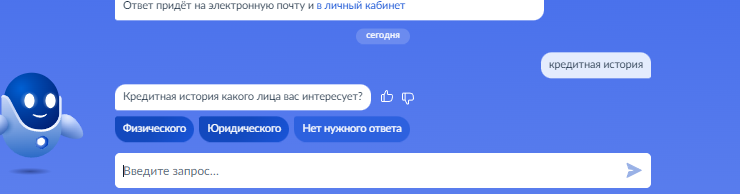 Ответ придёт на электронную почту и в личный кабинет
сегодня
кредитная история
Кредитная история какого лица вас интересует?
Физического Юридического Нет нужного ответа
Введите запрос...